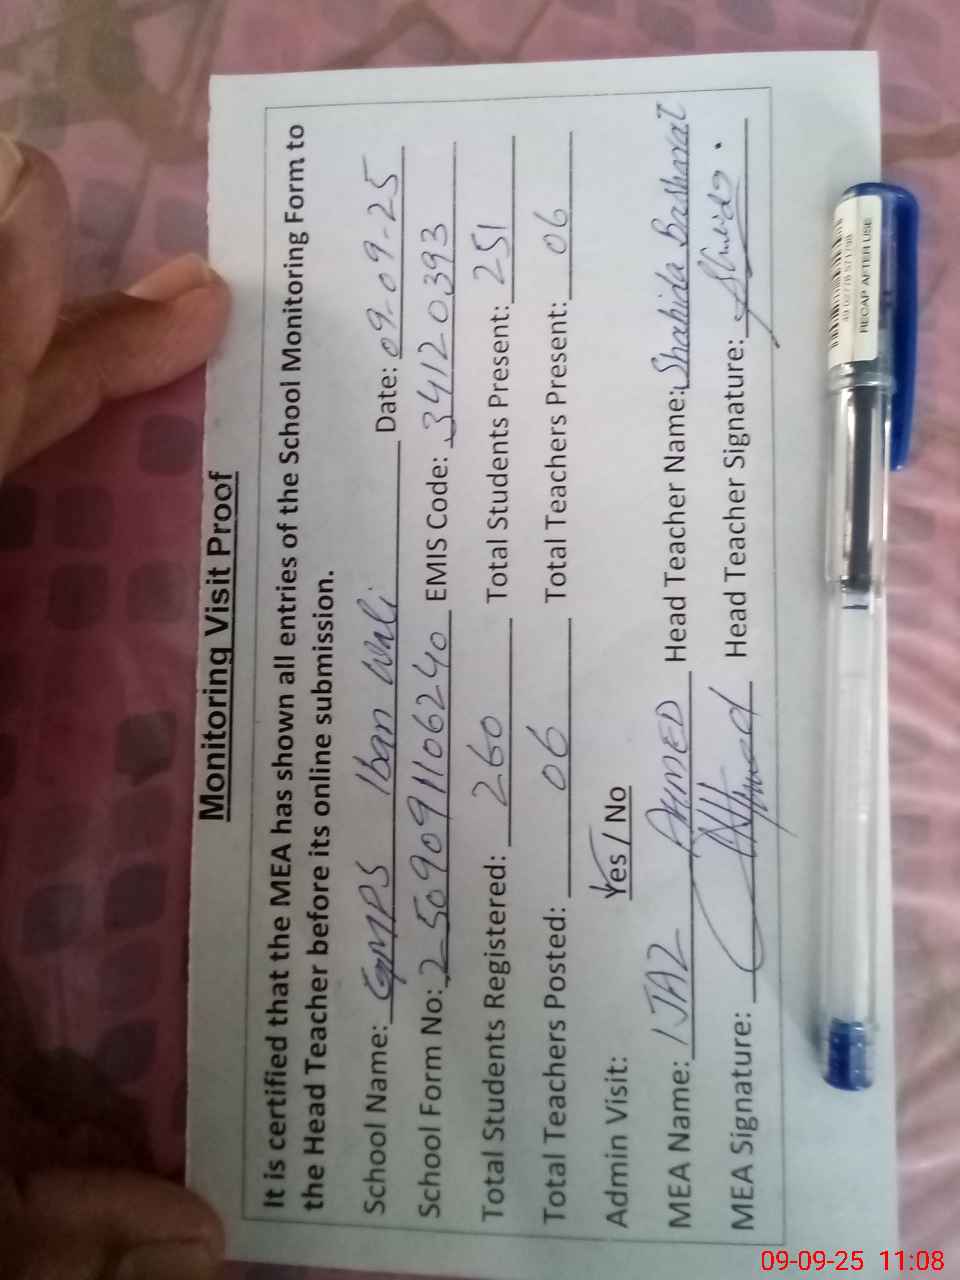 Monitoring Visit Proof
It is certified that the MEA has shown all entries of the School Monitoring Form to
the Head Teacher before its online submission.
School Name: GMPS Iban Wali Date: 09-09-25
School Form No: 2509091106240 EMIS Code: 34120393
Total Students Registered: 260 Total Students Present: 251
Total Teachers Posted: 06 Total Teachers Present: 06
Admin Visit: Yes / No
MEA Name: IJAZ AHMED Head Teacher Name: Shahida Basharat
MEA Signature: Head Teacher Signature:
RECAP AFTER USE
09-09-25 11:08